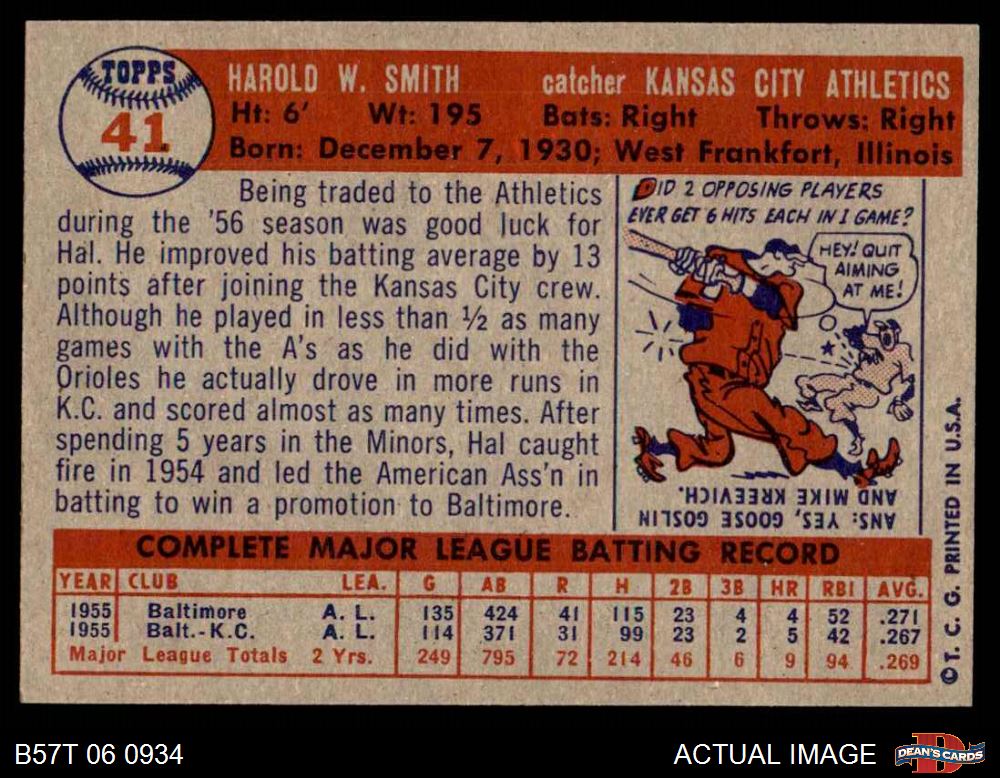 TOPPS
41
HAROLD W. SMITH catcher KANSAS CITY ATHLETICS
Ht: 6' Wt: 195 Bats: Right Throws: Right
Born: December 7, 1930; West Frankfort, Illinois
Being traded to the Athletics
during the '56 season was good luck for
Hal. He improved his batting average by 13
points after joining the Kansas City crew.
Although he played in less than ½ as many
games with the A's as he did with the
Orioles he actually drove in more runs in
K.C. and scored almost as many times. After
spending 5 years in the Minors, Hal caught
fire in 1954 and led the American Ass'n in
batting to win a promotion to Baltimore.
DID 2 OPPOSING PLAYERS
EVER GET 6 HITS EACH IN 1 GAME?
HEY! QUIT
AIMING
AT ME!
ANS: YES, GOOSE GOSLIN
AND MIKE KREEVICH.
COMPLETE MAJOR LEAGUE BATTING RECORD
YEAR CLUB LEA. G AB R H 2B 3B HR RBI AVG.
1955 Baltimore A. L. 135 424 41 115 23 4 4 52 .271
1955 Balt.-K.C. A. L. 114 371 31 99 23 2 5 42 .267
Major League Totals 2 Yrs. 249 795 72 214 46 6 9 94 .269
©T. C. G. PRINTED IN U.S.A.
B57T 06 0934 ACTUAL IMAGE DEAN'S CARDS